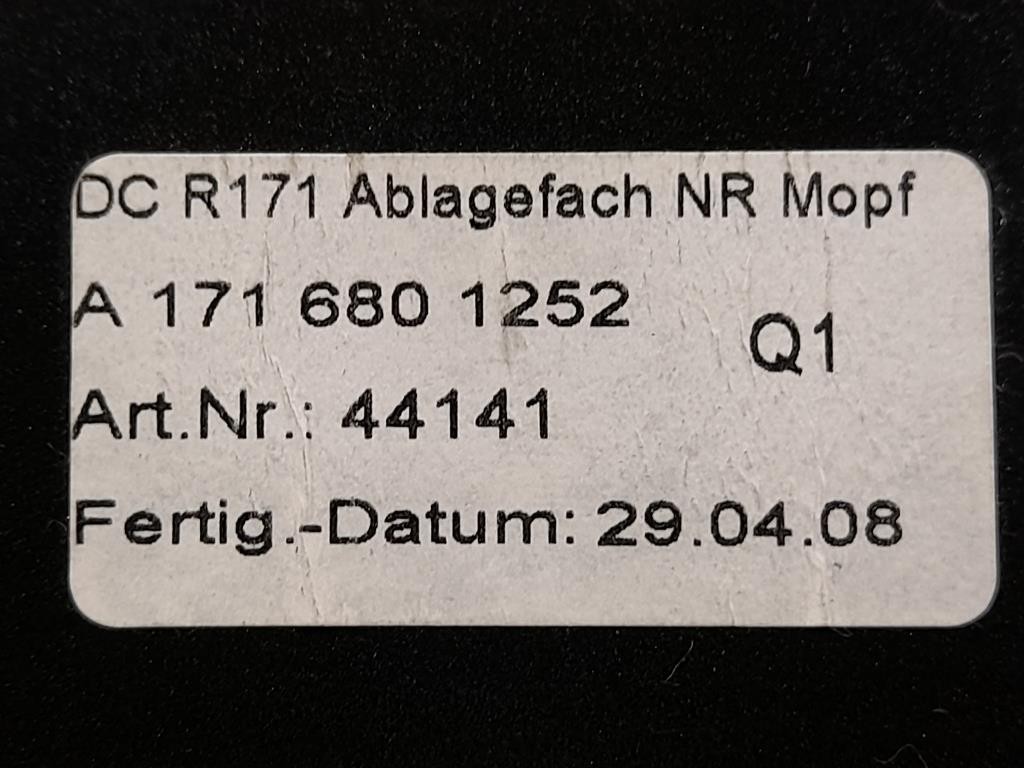 DC R171 Ablagefach NR Mopf
A 171 680 1252
Q1
Art.Nr.: 44141
Fertig.-Datum: 29.04.08